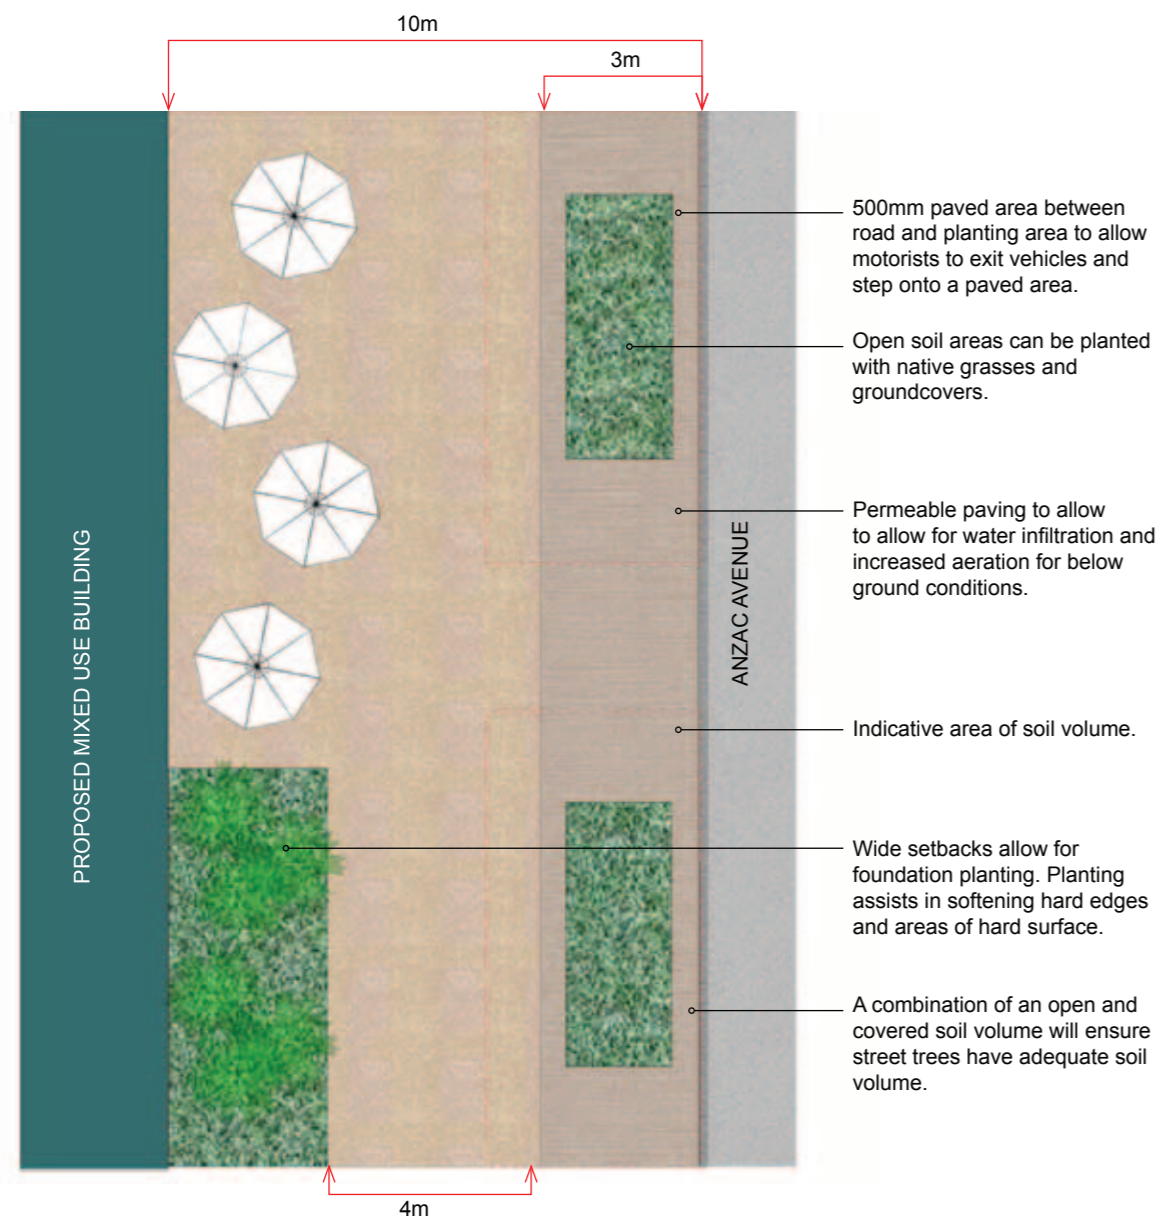 10m
3m
PROPOSED MIXED USE BUILDING
ANZAC AVENUE
500mm paved area between
road and planting area to allow
motorists to exit vehicles and
step onto a paved area.
Open soil areas can be planted
with native grasses and
groundcovers.
Permeable paving to allow
to allow for water infiltration and
increased aeration for below
ground conditions.
Indicative area of soil volume.
Wide setbacks allow for
foundation planting. Planting
assists in softening hard edges
and areas of hard surface.
A combination of an open and
covered soil volume will ensure
street trees have adequate soil
volume.
4m